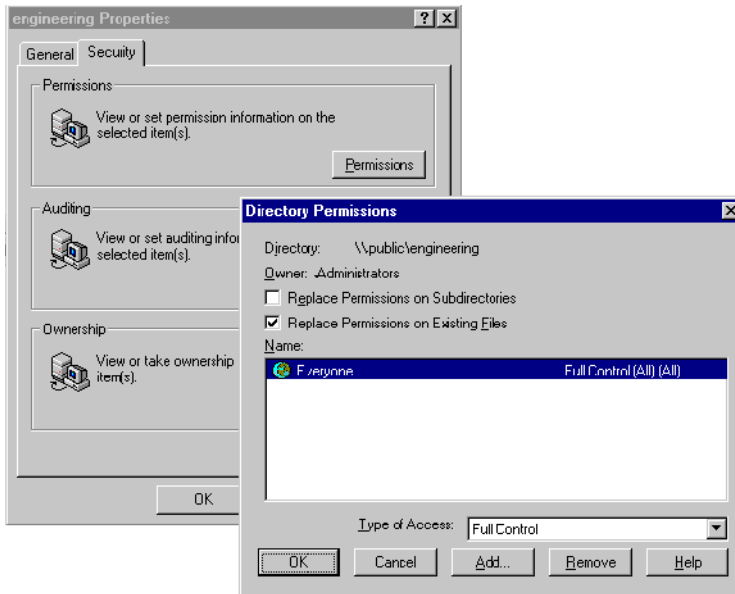 engineering Properties
General
Security
Permissions
View or set permission information on the
selected item(s).
Permissions
Auditing
View or set auditing infor
selected item(s).
Ownership
View or take ownership
item(s).
OK
Directory Permissions
Directory: \\public\engineering
Owner: Administrators
Replace Permissions on Subdirectories
Replace Permissions on Existing Files
Name:
Everyone Full Control (All) (All)
Type of Access: Full Control
OK Cancel Add... Remove Help